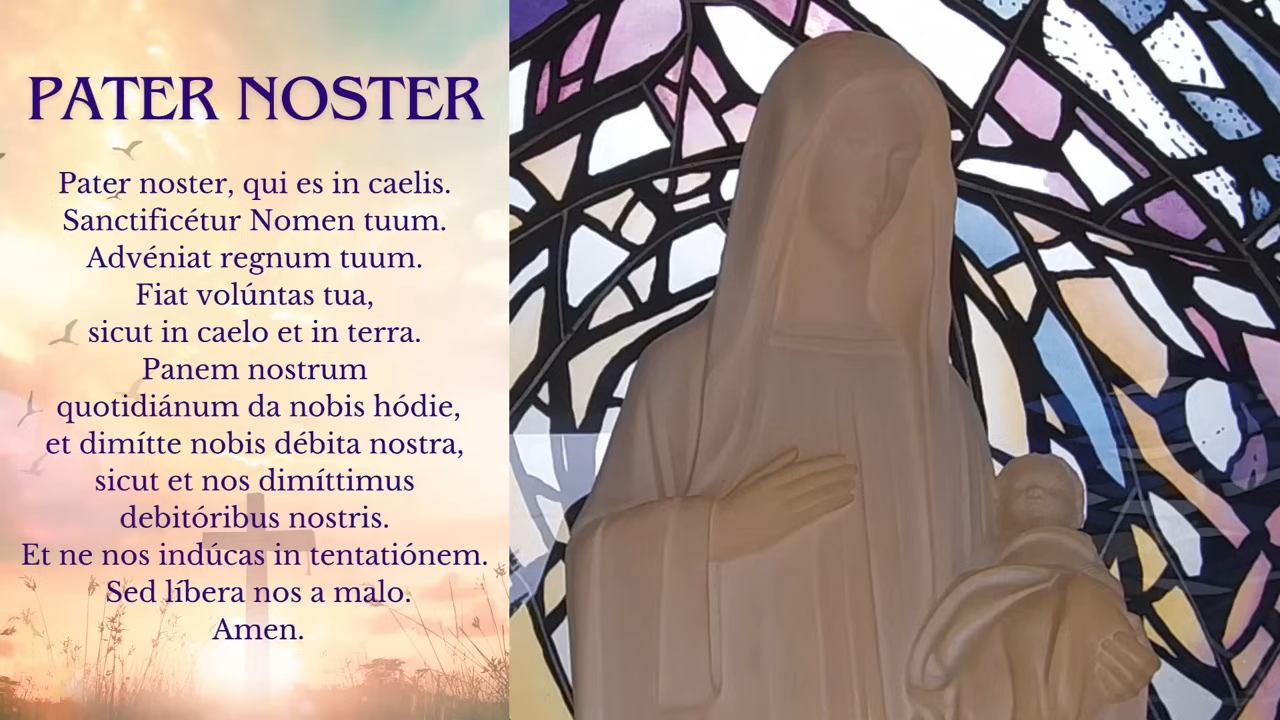 PATER NOSTER
Pater noster, qui es in caelis.
Sanctificétur Nomen tuum.
Advéniat regnum tuum.
Fiat volúntas tua,
sicut in caelo et in terra.
Panem nostrum
quotidiánum da nobis hódie,
et dimítte nobis débita nostra,
sicut et nos dimíttimus
debitóribus nostris.
Et ne nos indúcas in tentatiónem.
Sed líbera nos a malo.
Amen.